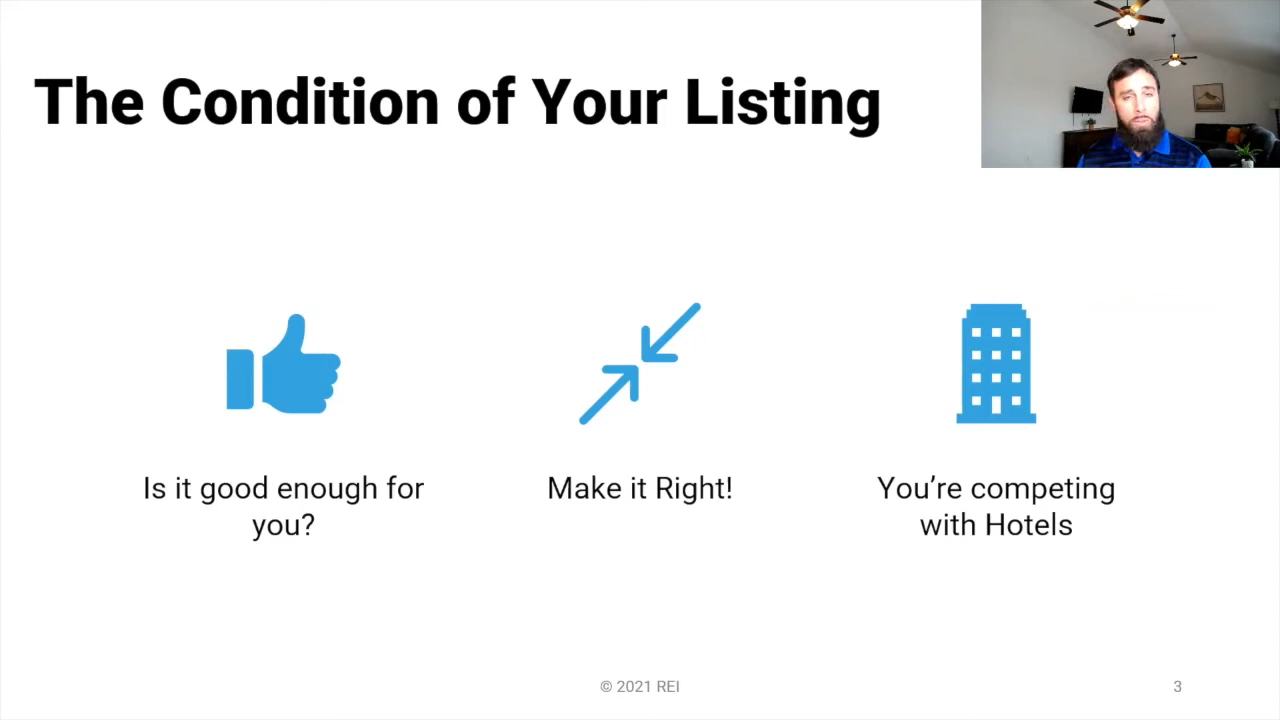 The Condition of Your Listing
Is it good enough for
you?
Make it Right!
You’re competing
with Hotels
© 2021 REI
3